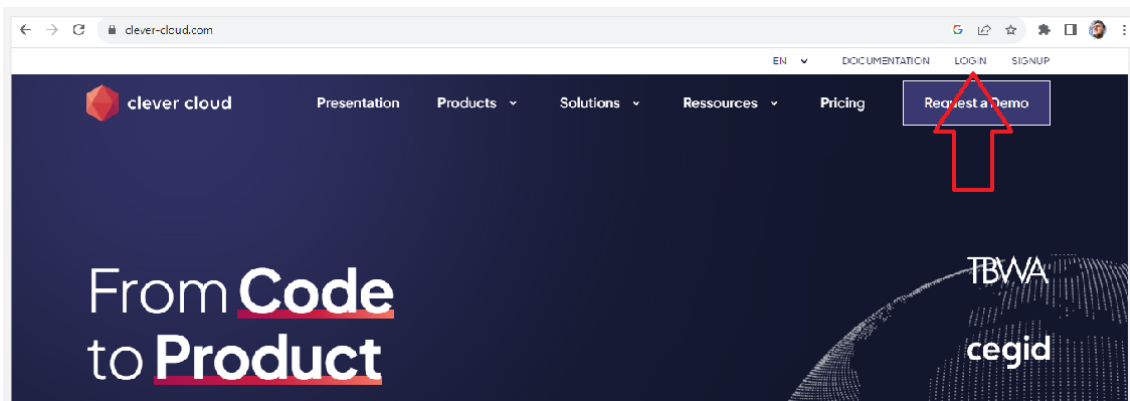 clever-cloud.com
EN DOCUMENTATION LOGIN SIGNUP
clever cloud Presentation Products Solutions Ressources Pricing Request a Demo
From Code
to Product
TBWA
cegid